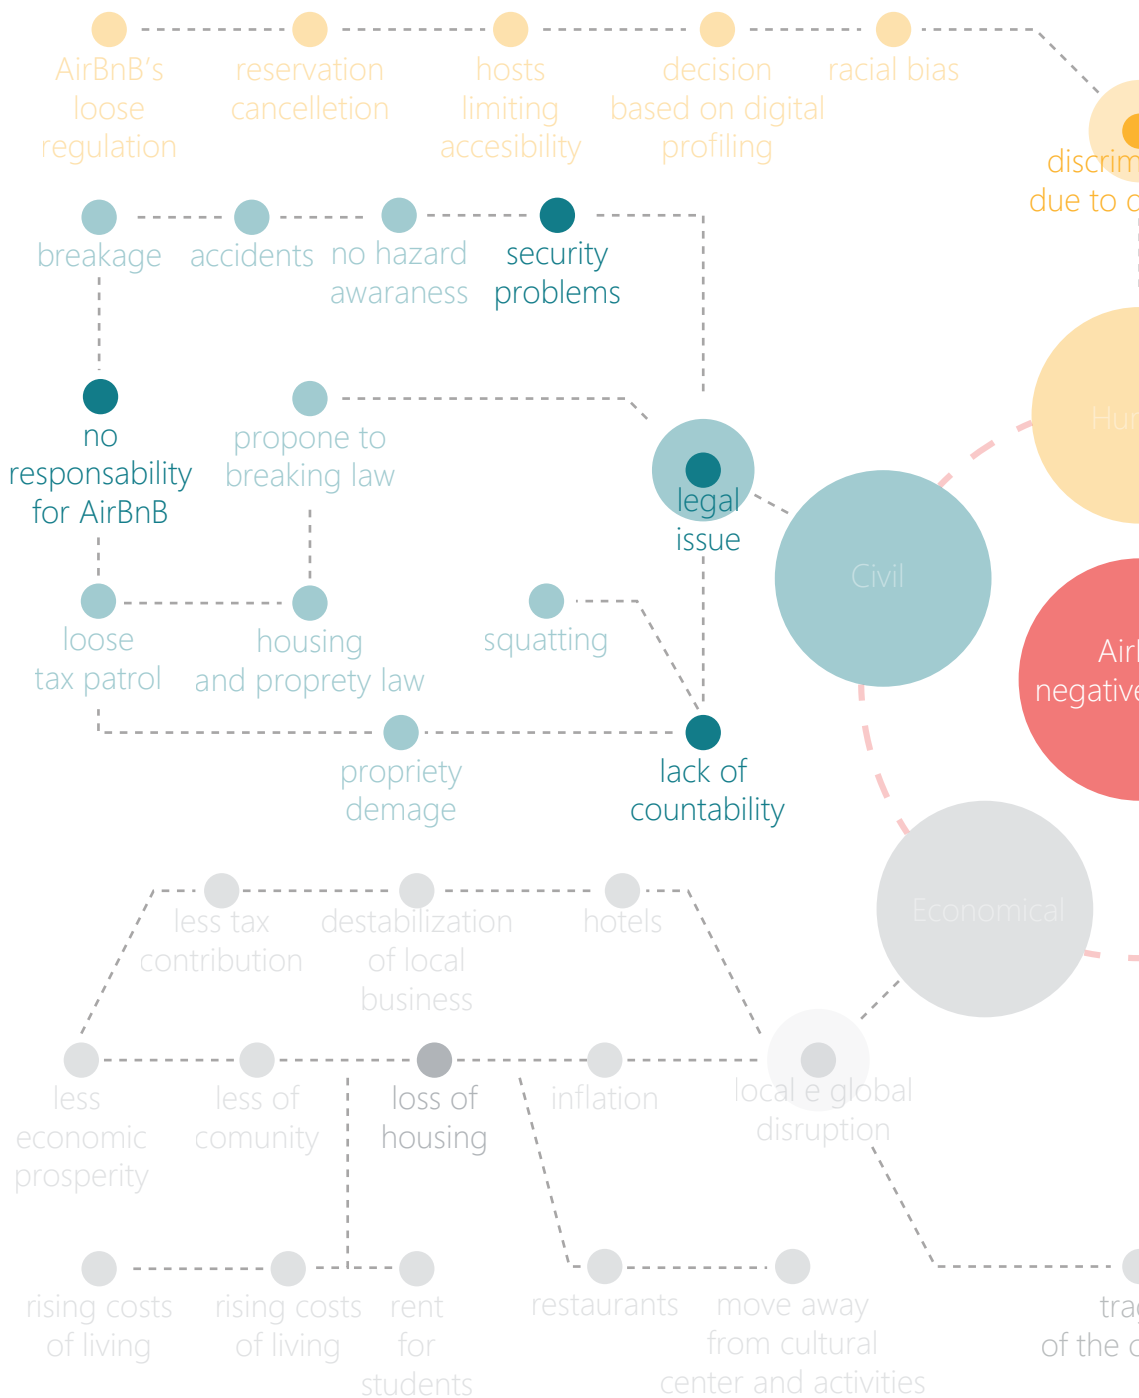 AirBnB's
loose
regulation
reservation
cancelletion
hosts
limiting
accesibility
decision
based on digital
profiling
racial bias
due to
breakage
accidents
no hazard
awaraness
security
problems
no
responsability
for AirBnB
propone to
breaking law
legal
issue
Civil
loose
tax patrol
housing
and proprety law
squatting
negative
propriety
demage
lack of
countability
less tax
contribution
destabilization
of local
business
hotels
Economical
less
economic
prosperity
less of
comunity
loss of
housing
inflation
local e global
disruption
rising costs
of living
rising costs
of living
rent
for
students
restaurants
move away
from cultural
center and activities
of the